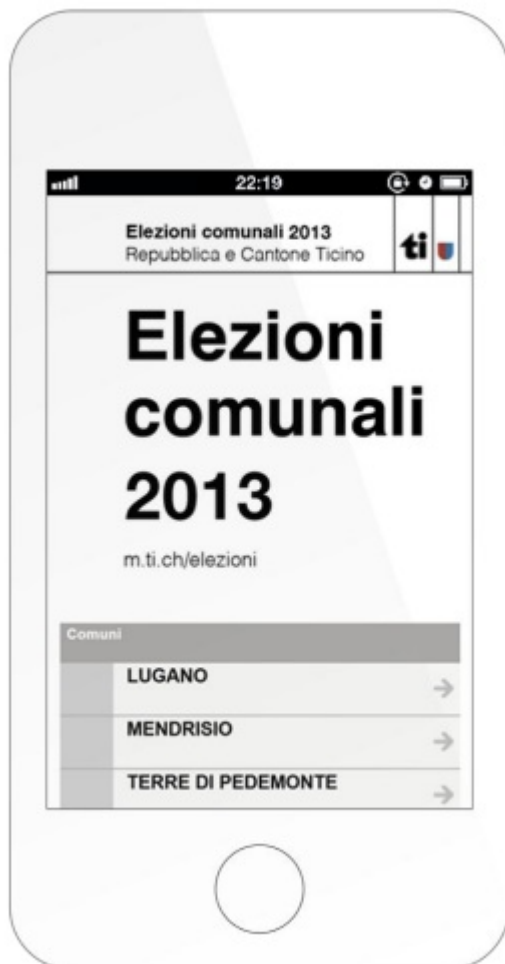 22:19
Elezioni comunali 2013
Repubblica e Cantone Ticino
ti
Elezioni
comunali
2013
m.ti.ch/elezioni
Comuni
LUGANO
MENDRISIO
TERRE DI PEDEMONTE